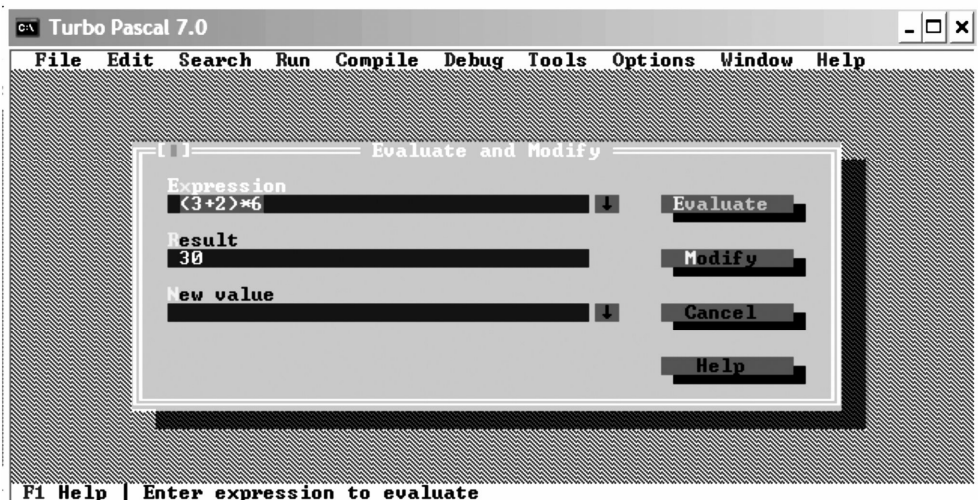 Turbo Pascal 7.0
File Edit Search Run Compile Debug Tools Options Window Help
Evaluate and Modify
Expression
(3+2)*6
Evaluate
Result
30
Modify
New value
Cancel
Help
F1 Help | Enter expression to evaluate